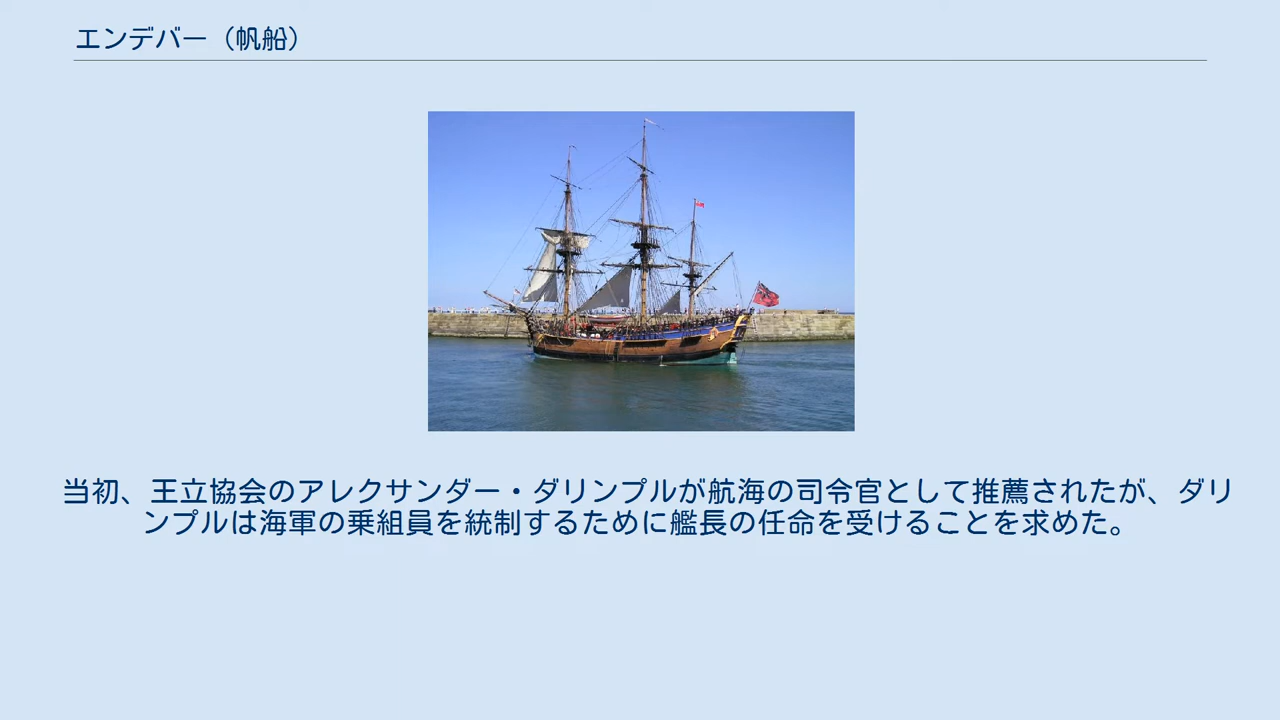 エンデバー（帆船）
当初、王立協会のアレクサンダー・ダリンプルが航海の司令官として推薦されたが、ダリ
ンプルは海軍の乗組員を統制するために艦長の任命を受けることを求めた。